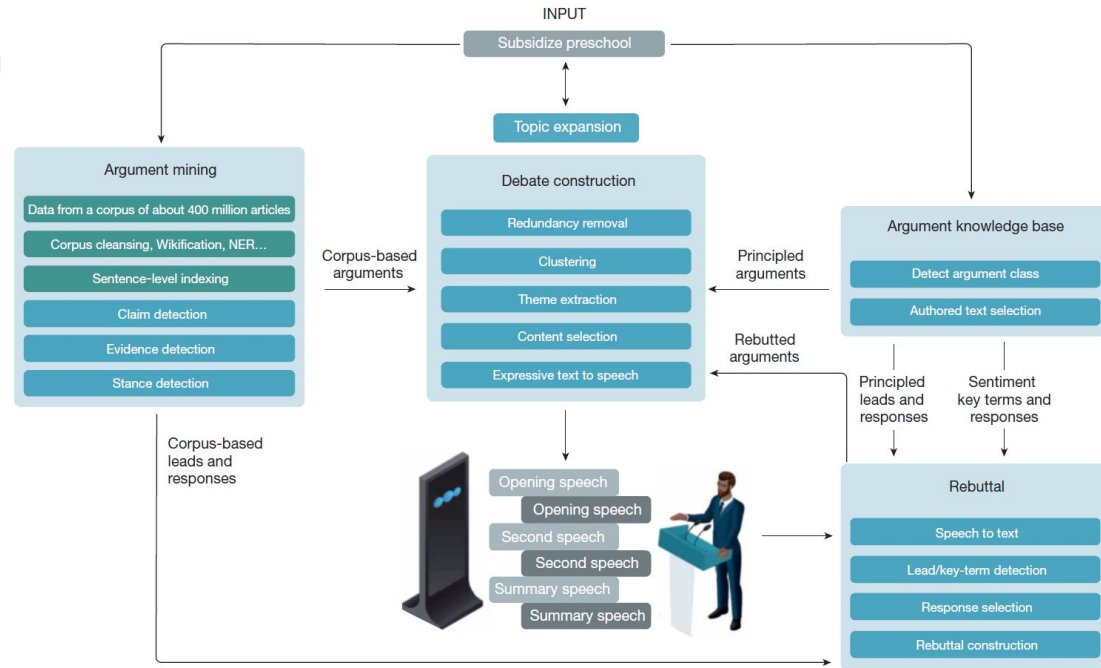 INPUT
Subsidize preschool
Topic expansion
Argument mining
Data from a corpus of about 400 million articles
Corpus cleansing, Wikification, NER...
Sentence-level indexing
Claim detection
Evidence detection
Stance detection
Corpus-based
arguments
Debate construction
Redundancy removal
Clustering
Theme extraction
Content selection
Expressive text to speech
Principled
arguments
Rebutted
arguments
Argument knowledge base
Detect argument class
Authored text selection
Principled
leads and
responses
Sentiment
key terms and
responses
Corpus-based
leads and
responses
Opening speech
Opening speech
Second speech
Second speech
Summary speech
Summary speech
Rebuttal
Speech to text
Lead/key-term detection
Response selection
Rebuttal construction